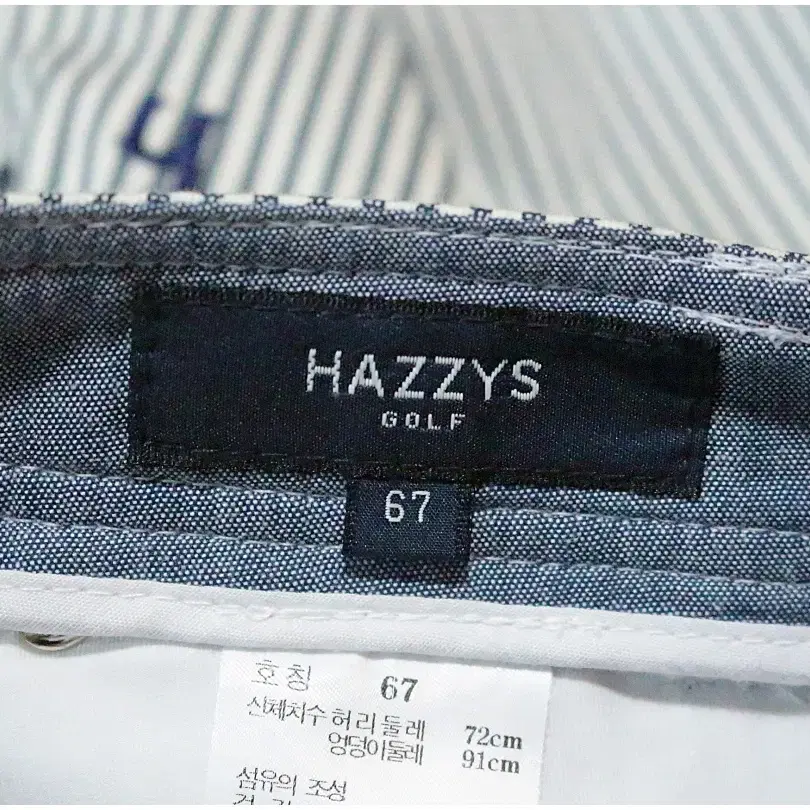 HAZZYS
GOLF
67
호칭 67
신체치수 허리둘레 72cm
엉덩이둘레 91cm
섬유의 조성